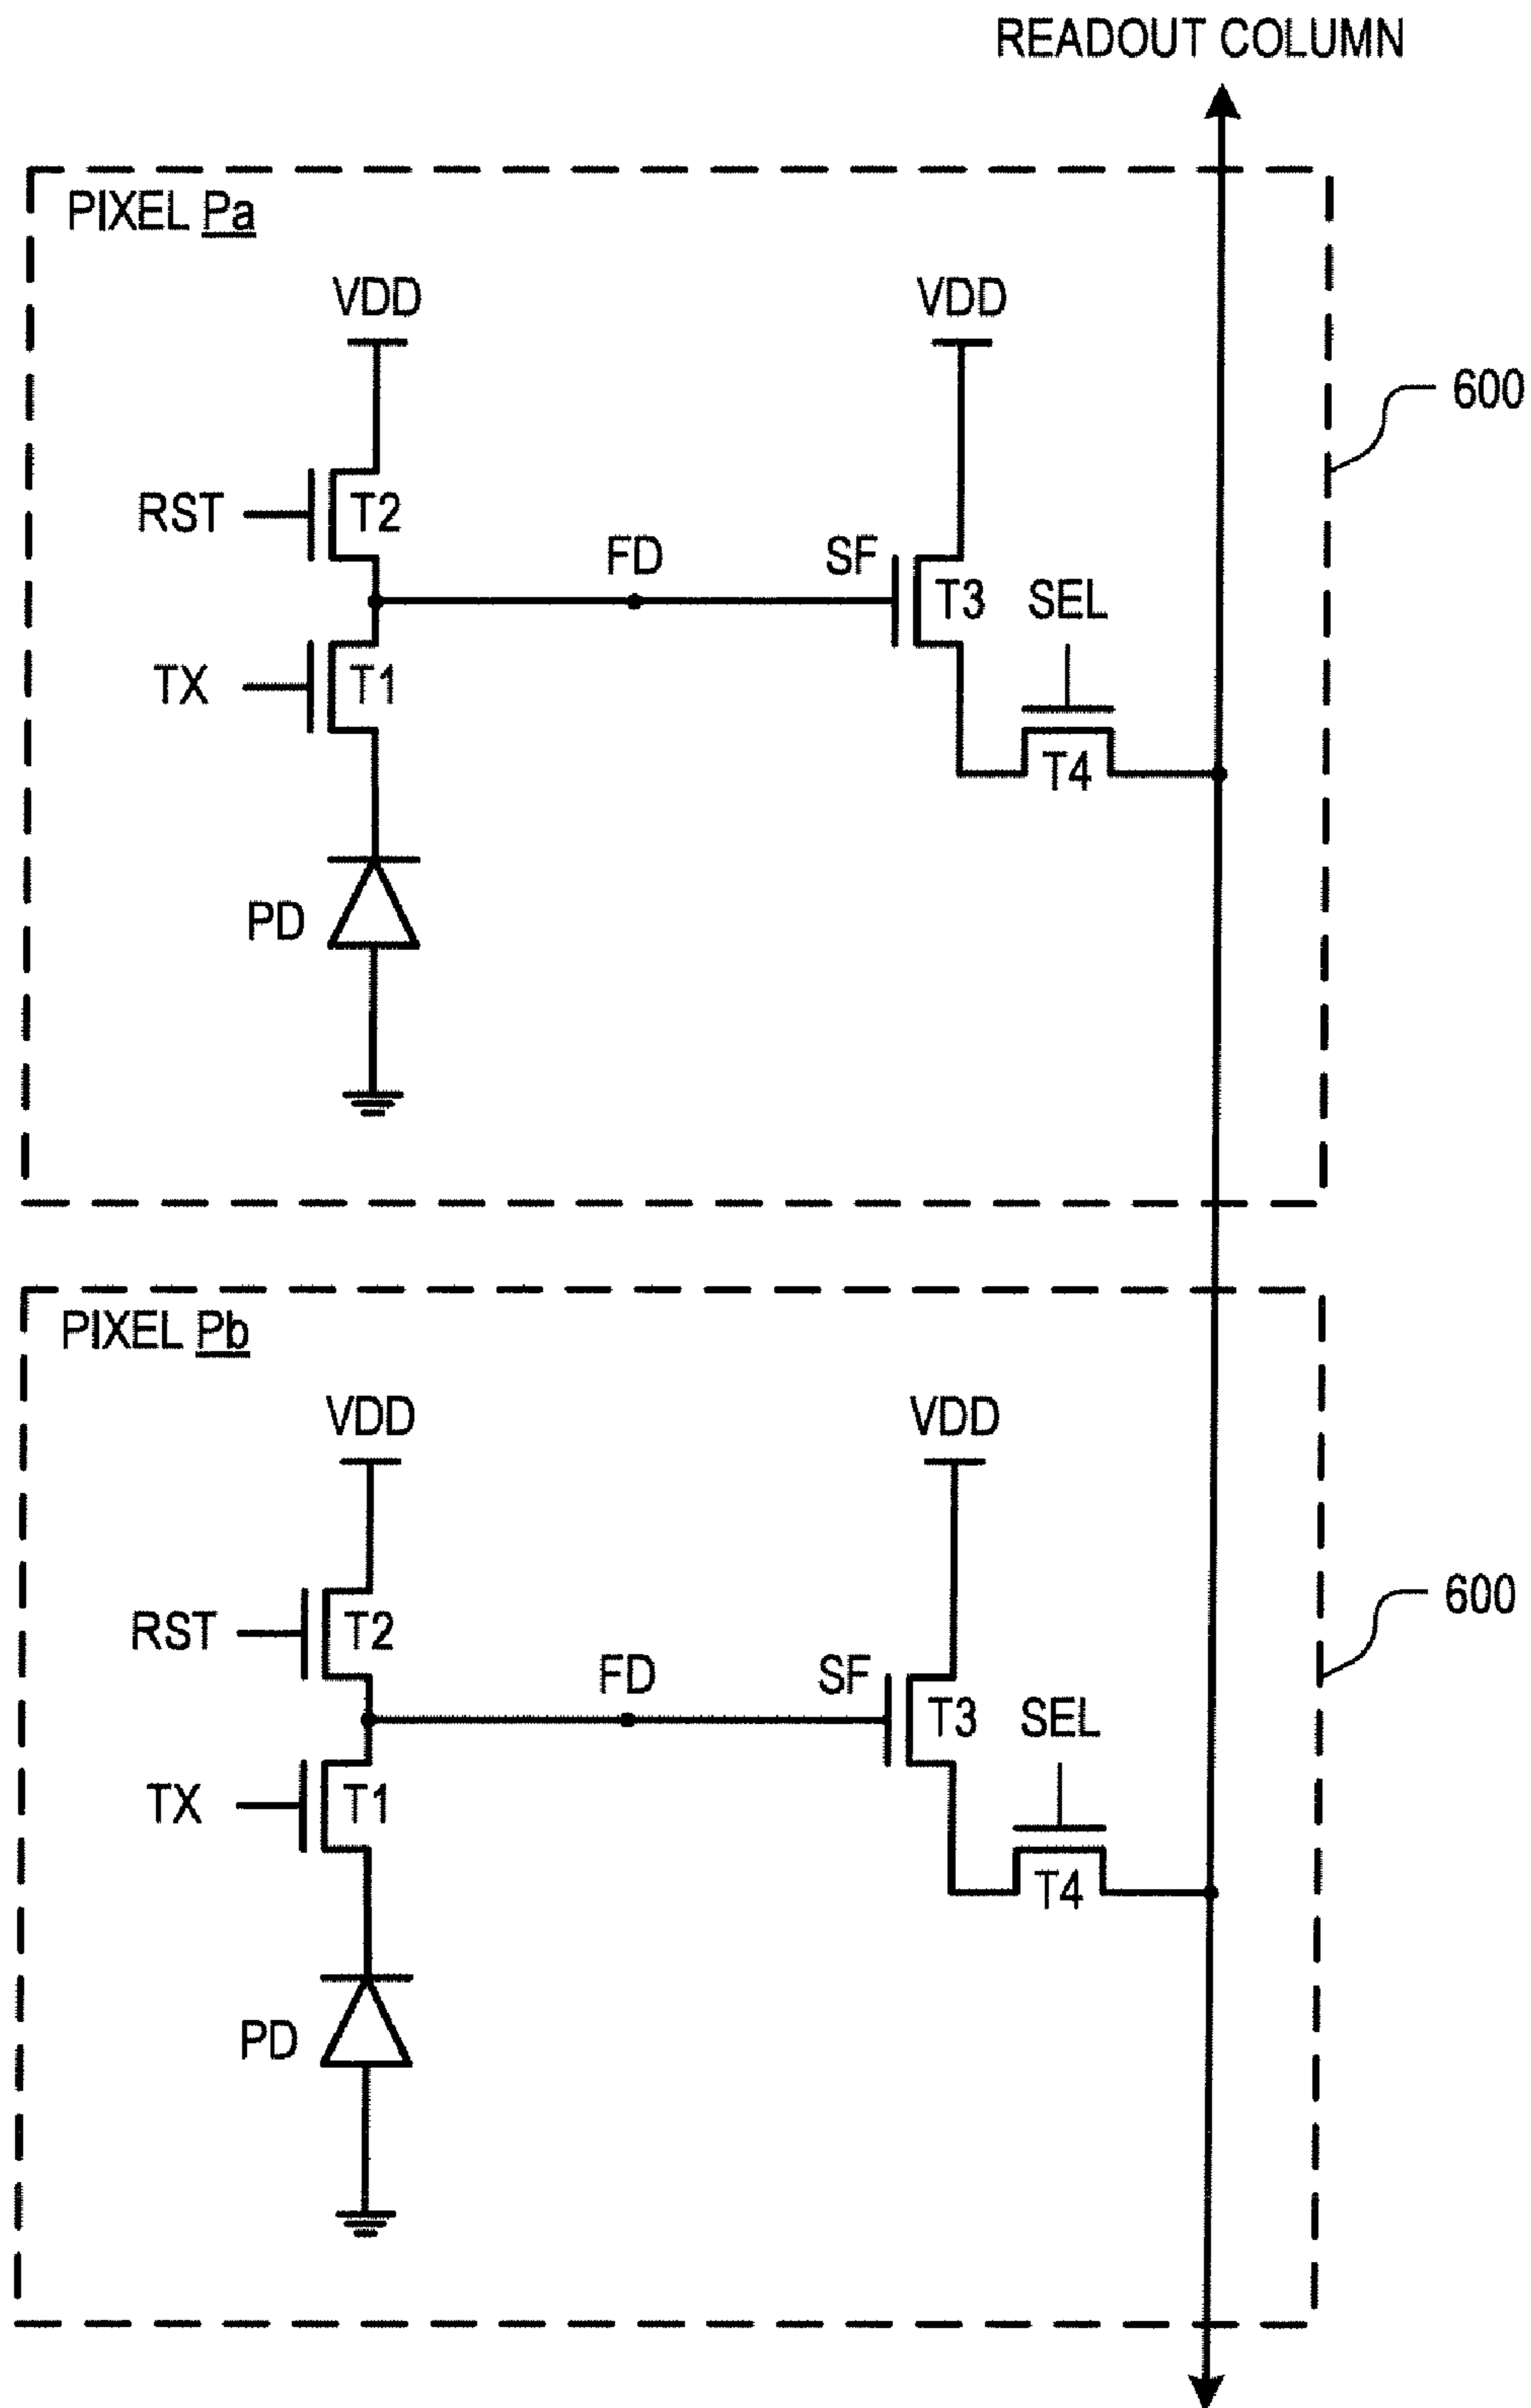 READOUT COLUMN
PIXEL Pa
VDD
VDD
600
RST
T2
FD
SF
T3
SEL
TX
T1
T4
PD
PIXEL Pb
VDD
VDD
600
RST
T2
FD
SF
T3
SEL
TX
T1
T4
PD